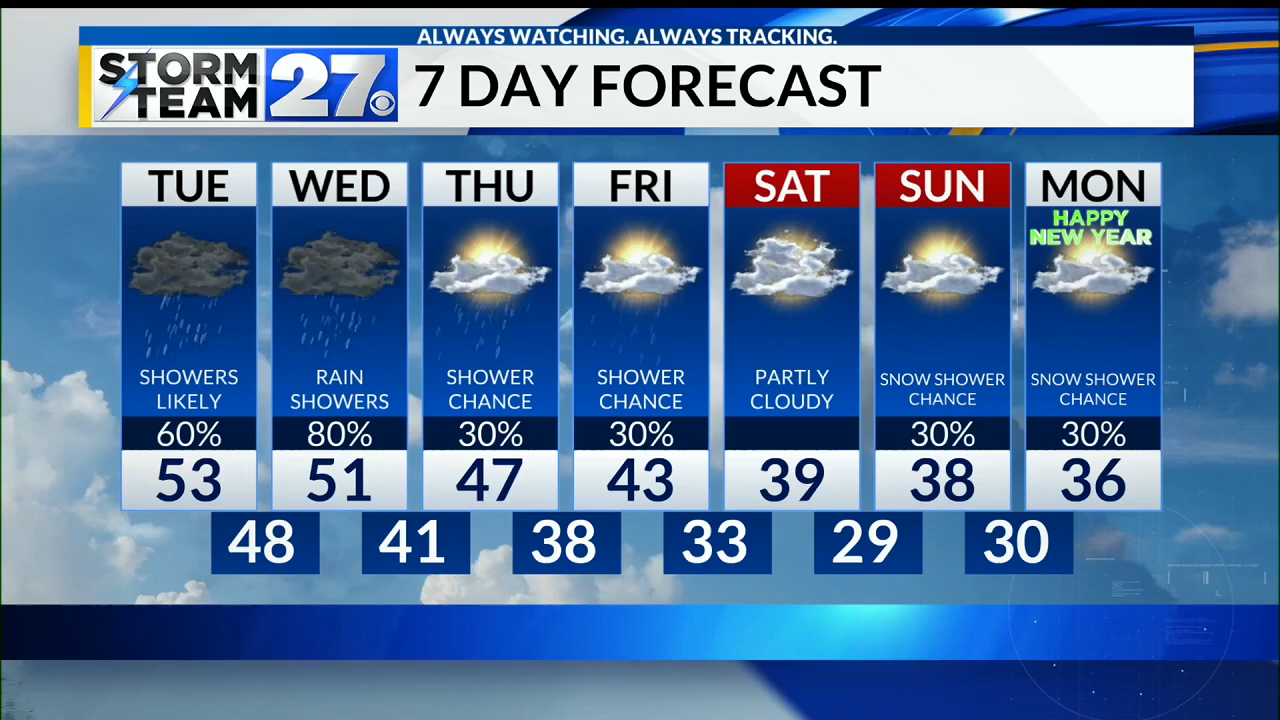 ALWAYS WATCHING. ALWAYS TRACKING.
STORM
TEAM
27
7 DAY FORECAST
TUE WED THU FRI SAT SUN MON
HAPPY
NEW YEAR
SHOWERS RAIN SHOWER SHOWER PARTLY SNOW SHOWER SNOW SHOWER
LIKELY SHOWERS CHANCE CHANCE CLOUDY CHANCE CHANCE
60% 80% 30% 30% 30% 30%
53 51 47 43 39 38 36
48 41 38 33 29 30